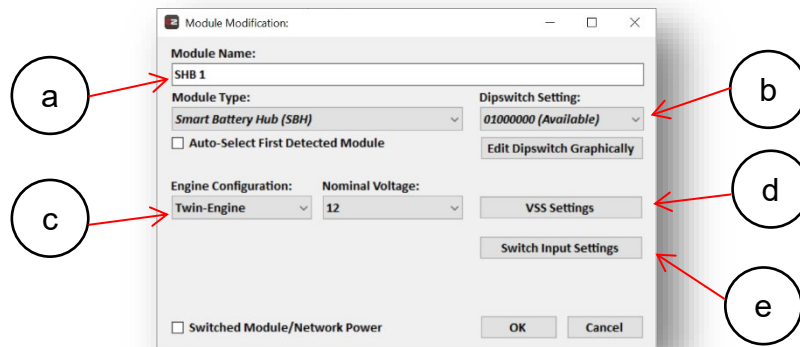 Module Modification:
Module Name:
SHB 1
Module Type:
Dipswitch Setting:
Smart Battery Hub (SBH)
01000000 (Available)
Auto-Select First Detected Module
Edit Dipswitch Graphically
Engine Configuration:
Nominal Voltage:
Twin-Engine
12
VSS Settings
Switch Input Settings
Switched Module/Network Power
OK
Cancel
a
b
c
d
e